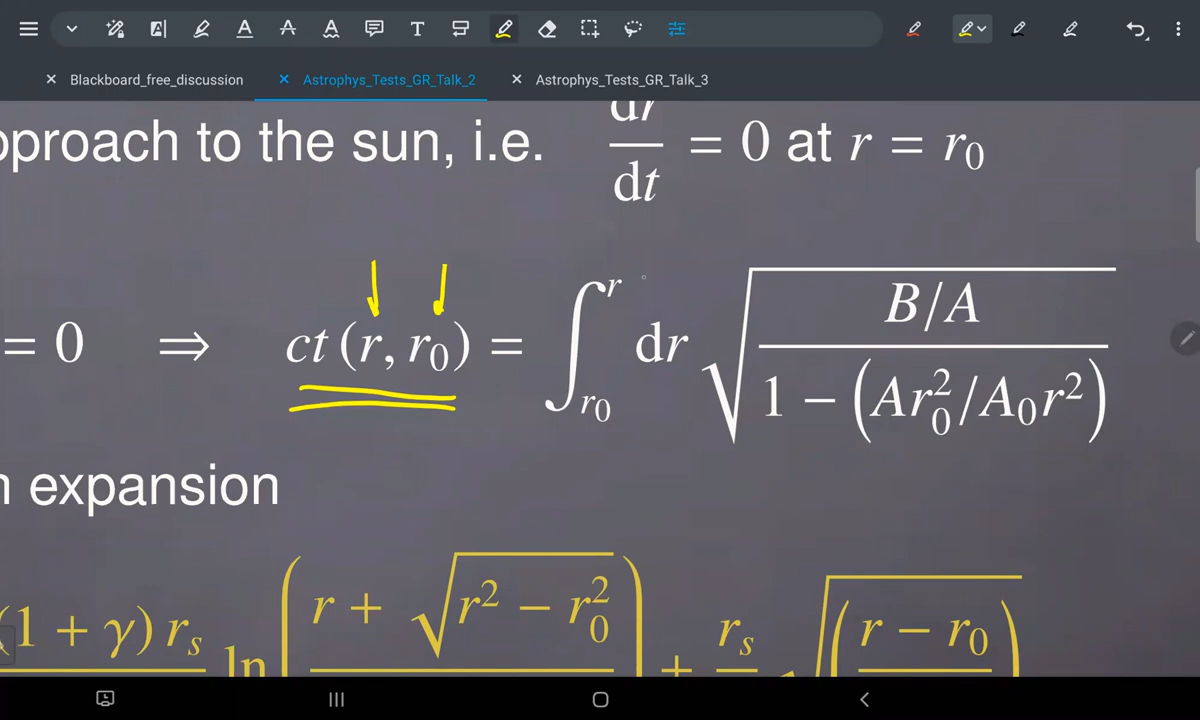 Blackboard_free_discussion Astrophys_Tests_GR_Talk_2 Astrophys_Tests_GR_Talk_3
pproach to the sun, i.e. dr/dt = 0 at r = r₀
= 0 ⇒ ct (r, r₀) = ∫_{r₀}^{r} dr √( (B/A) / (1 − (Ar₀²/A₀r²)) )
n expansion
(1 + γ) r_s ln ( r + √(r² − r₀²) ) + r_s √( ( r − r₀ ) )